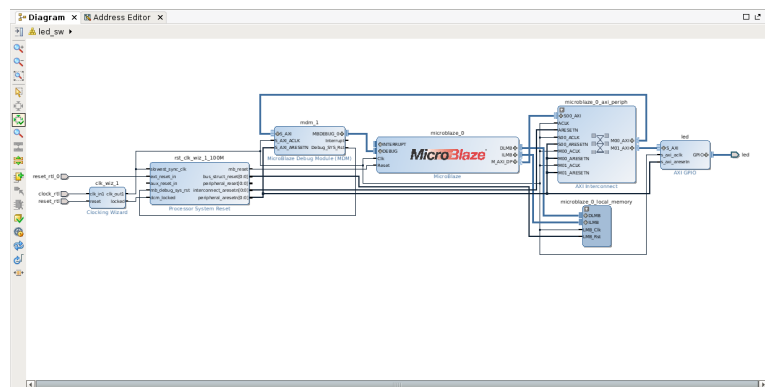 Diagram × Address Editor ×
led_sw
microblaze_0_axi_periph
S00_AXI
ACLK
ARESETN
S00_ACLK
S00_ARESETN
M00_ACLK
M00_ARESETN
M01_ACLK
M01_ARESETN
M00_AXI
M01_AXI
AXI Interconnect
mdm_1
S_AXI
S_AXI_ACLK
S_AXI_ARESETN
MBDEBUG_0
Interrupt
Debug_SYS_Rst
MicroBlaze Debug Module (MDM)
microblaze_0
INTERRUPT
DEBUG
Clk
Reset
MicroBlaze
DLMB
ILMB
M_AXI_DP
MicroBlaze
led
S_AXI
s_axi_aclk
s_axi_aresetn
GPIO
AXI GPIO
led
rst_clk_wiz_1_100M
slowest_sync_clk
ext_reset_in
aux_reset_in
mb_debug_sys_rst
dcm_locked
mb_reset
bus_struct_reset[0:0]
peripheral_reset[0:0]
interconnect_aresetn[0:0]
peripheral_aresetn[0:0]
Processor System Reset
reset_rtl_0
clock_rtl
reset_rtl
clk_wiz_1
clk_in1 clk_out1
reset locked
Clocking Wizard
microblaze_0_local_memory
DLMB
ILMB
LMB_Clk
LMB_Rst